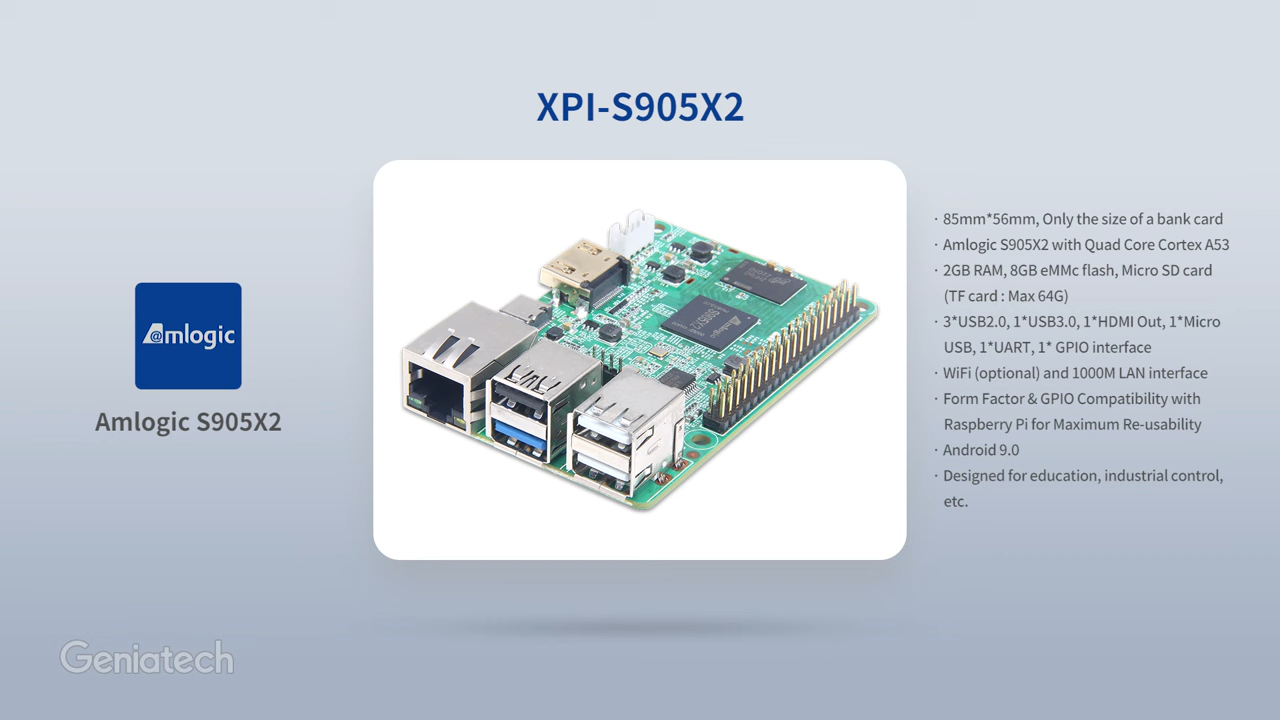 XPI-S905X2
@mlogic
Amlogic S905X2
S905X2
· 85mm*56mm, Only the size of a bank card
· Amlogic S905X2 with Quad Core Cortex A53
· 2GB RAM, 8GB eMMc flash, Micro SD card
(TF card : Max 64G)
· 3*USB2.0, 1*USB3.0, 1*HDMI Out, 1*Micro
USB, 1*UART, 1* GPIO interface
· WiFi (optional) and 1000M LAN interface
· Form Factor & GPIO Compatibility with
Raspberry Pi for Maximum Re-usability
· Android 9.0
· Designed for education, industrial control,
etc.
Geniatech